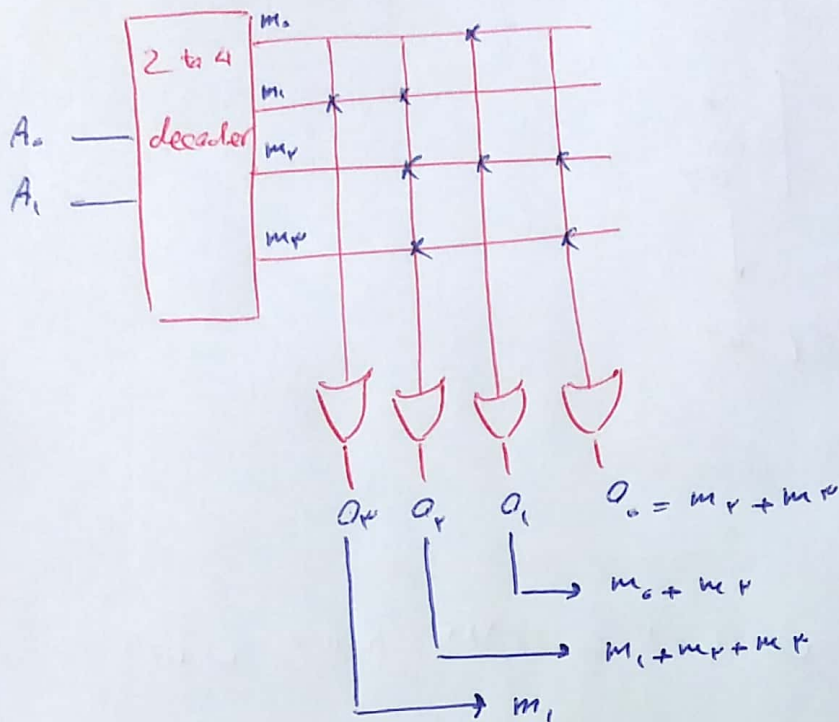 m۰
2 to 4
m۱
A۰
decoder
m۲
A۱
m۳
O۳ O۲ O۱ O۰ = m۲ + m۳
m۰ + m۲
m۱ + m۲ + m۳
m۱